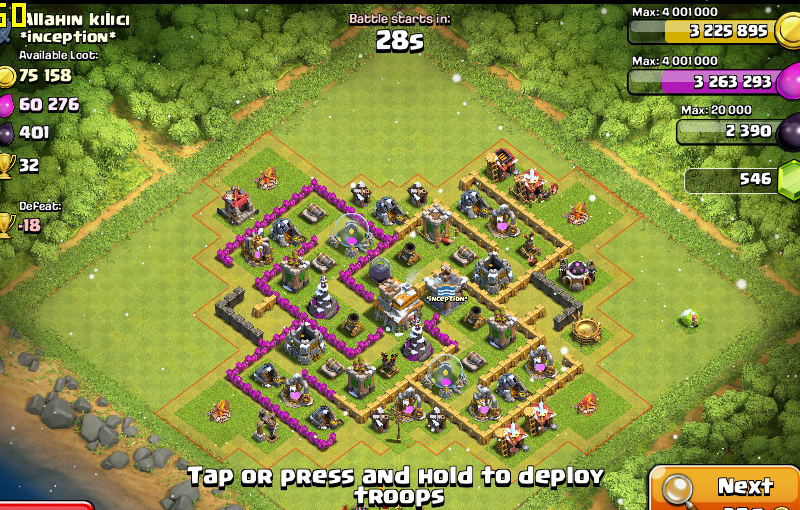 Allahın kılıcı
*inception*
Available Loot:
75 158
60 276
401
32
Defeat:
-18
Battle starts in:
28s
Max: 4 001 000
3 225 895
Max: 4 001 000
3 263 293
Max: 20 000
2 390
546
*INCEPTION*
Tap or press and hold to deploy
troops
Next